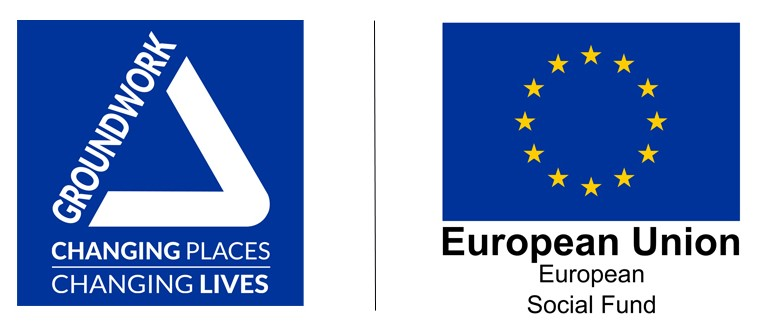 GROUNDWORK
CHANGING PLACES
CHANGING LIVES
European Union
European
Social Fund